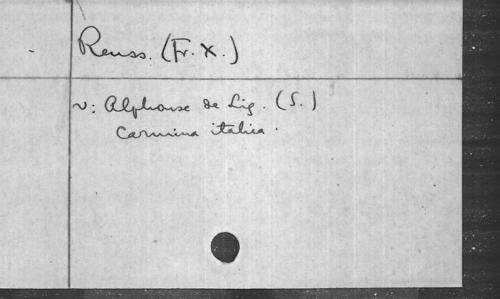 Reuss. (Fr. X.)
v: Alphonse de Lig. (S.)
Carmina italica.